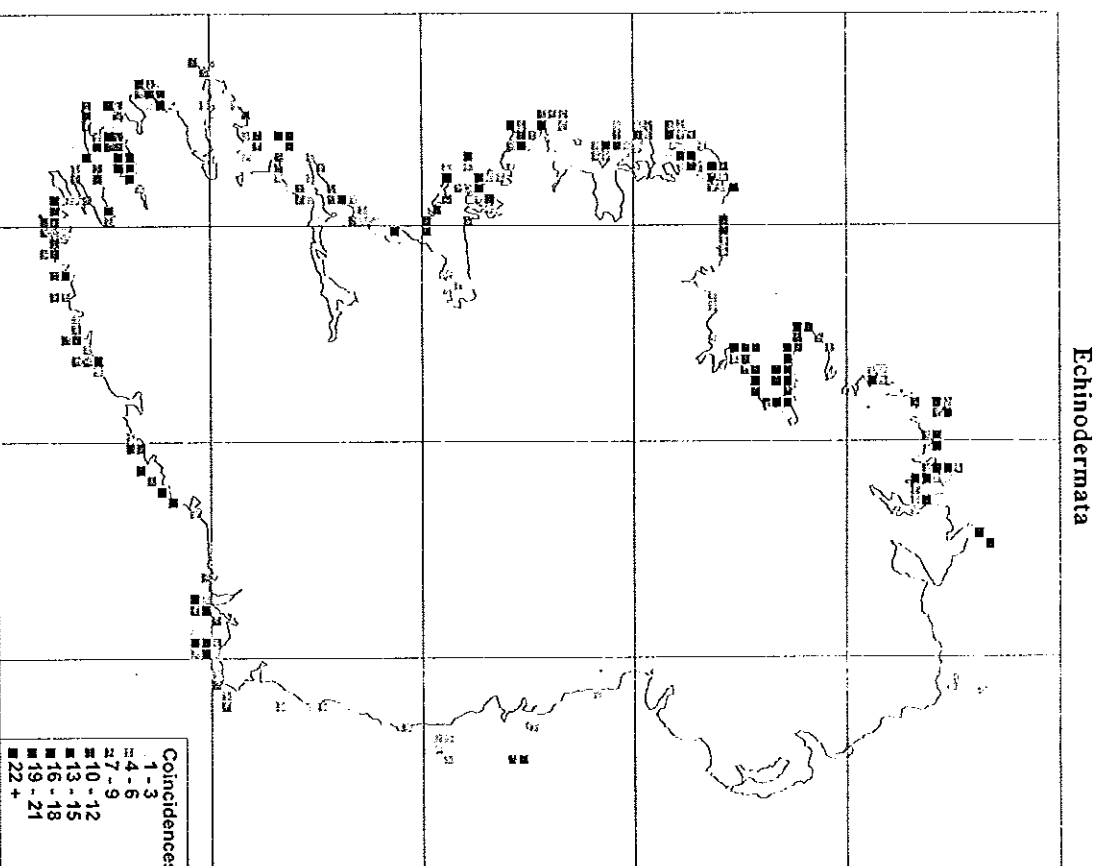 Echinodermata
Coincidences
1 - 3
4 - 6
7 - 9
10 - 12
13 - 15
16 - 18
19 - 21
22 +